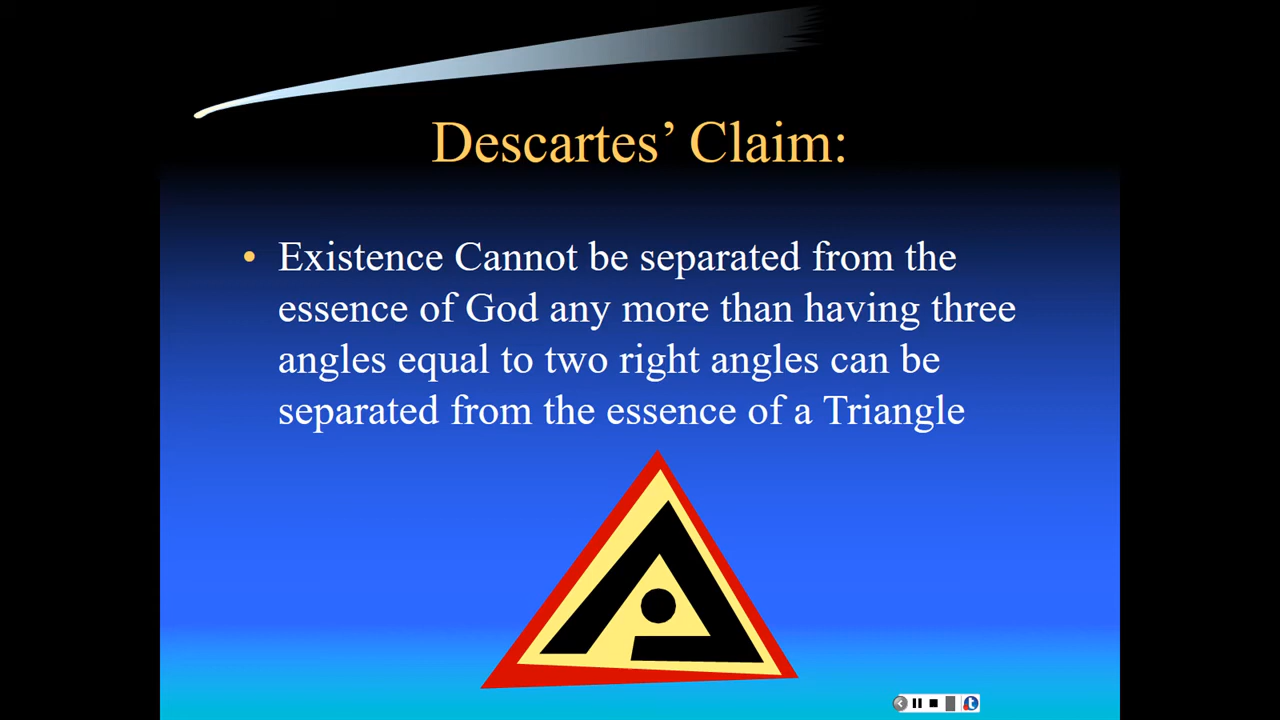 Descartes’ Claim:
• Existence Cannot be separated from the
essence of God any more than having three
angles equal to two right angles can be
separated from the essence of a Triangle